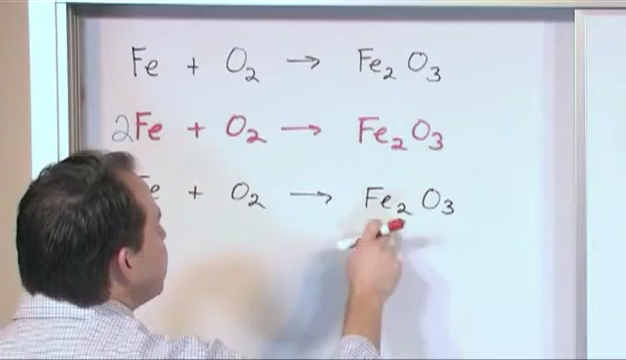 Fe + O₂ → Fe₂O₃
2Fe + O₂ → Fe₂O₃
+ O₂ → Fe₂O₃